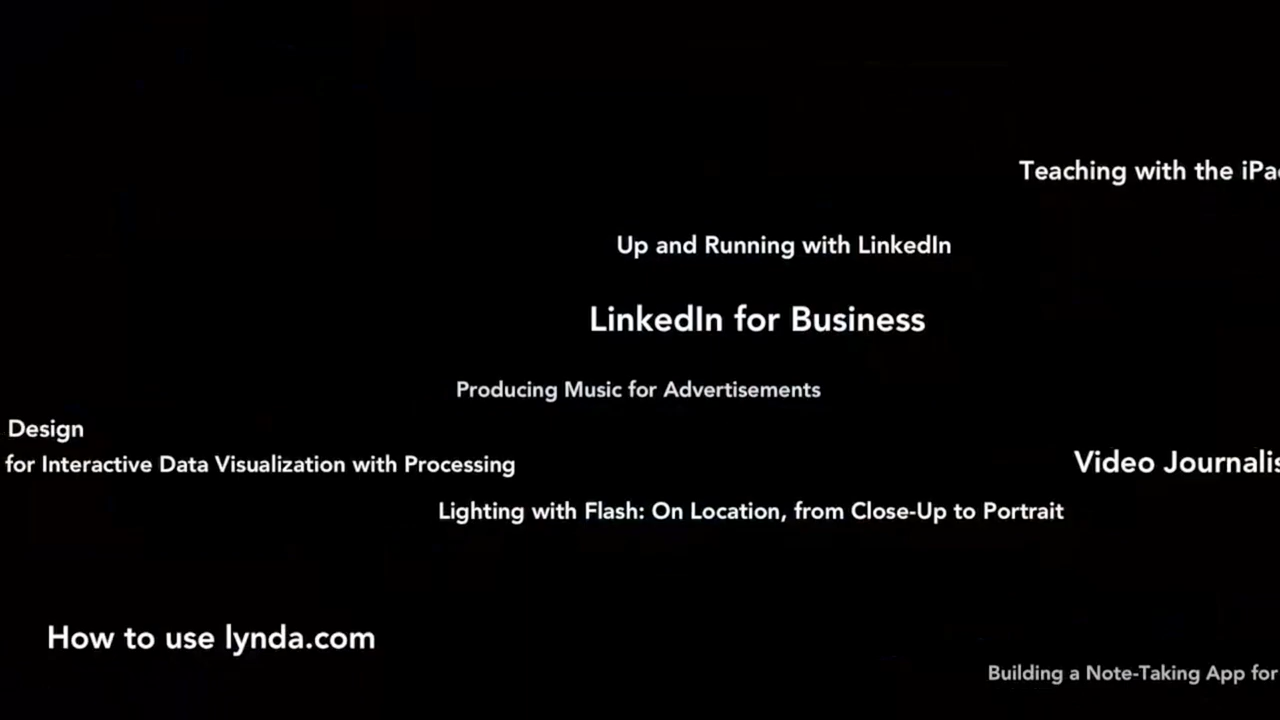 Teaching with the
Up and Running with LinkedIn
LinkedIn for Business
Producing Music for Advertisements
Design
for Interactive Data Visualization with Processing
Video
Lighting with Flash: On Location, from Close-Up to Portrait
How to use lynda.com
Building a Note-Taking App for